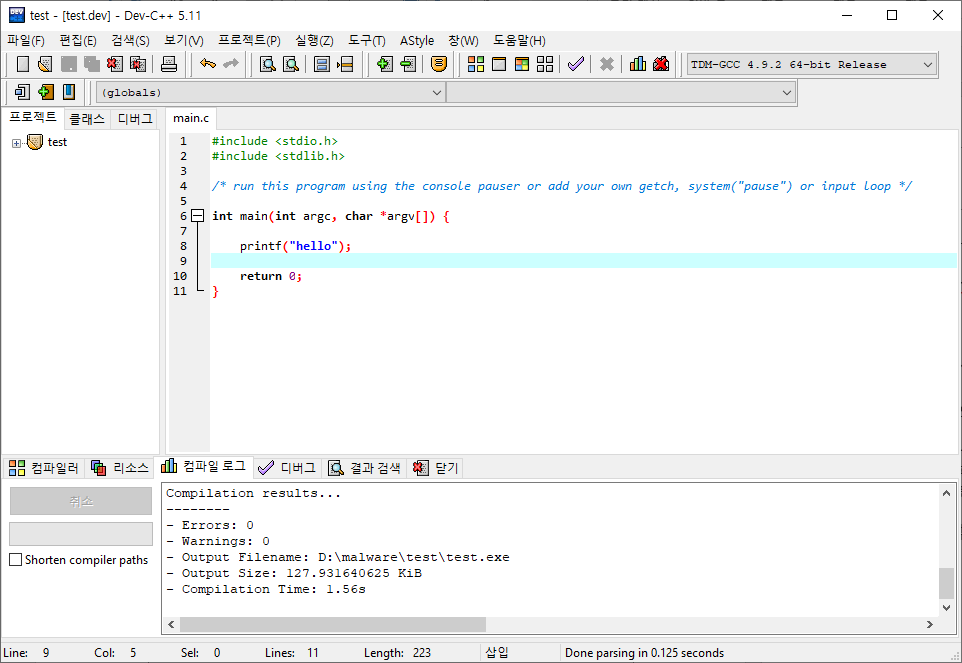 test - [test.dev] - Dev-C++ 5.11
파일(F) 편집(E) 검색(S) 보기(V) 프로젝트(P) 실행(Z) 도구(T) AStyle 창(W) 도움말(H)
TDM-GCC 4.9.2 64-bit Release
(globals)
프로젝트 클래스 디버그
main.c
test
1 #include <stdio.h>
2 #include <stdlib.h>
3
4 /* run this program using the console pauser or add your own getch, system("pause") or input loop */
5
6 int main(int argc, char *argv[]) {
7
8 printf("hello");
9
10 return 0;
11 }
컴파일러 리소스 컴파일 로그 디버그 결과 검색 닫기
취소
Shorten compiler paths
Compilation results...
--------
- Errors: 0
- Warnings: 0
- Output Filename: D:\malware\test\test.exe
- Output Size: 127.931640625 KiB
- Compilation Time: 1.56s
Line: 9 Col: 5 Sel: 0 Lines: 11 Length: 223 삽입 Done parsing in 0.125 seconds